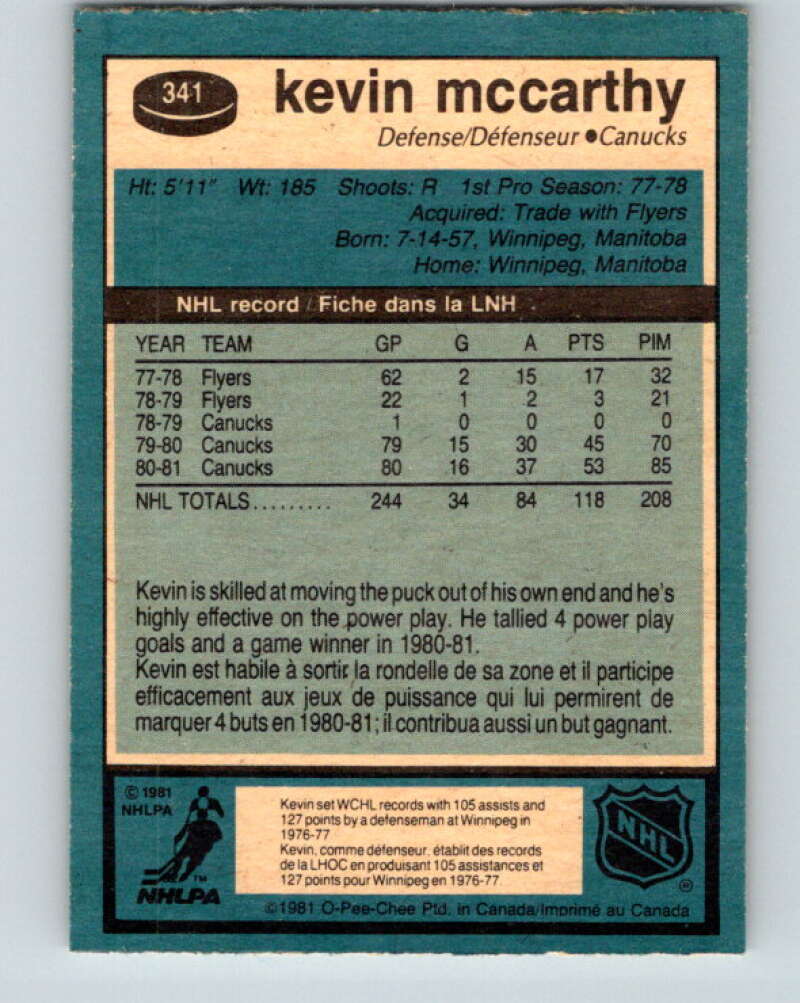 341 kevin mccarthy
Defense/Défenseur ●Canucks
Ht: 5'11" Wt: 185 Shoots: R 1st Pro Season: 77-78
Acquired: Trade with Flyers
Born: 7-14-57, Winnipeg, Manitoba
Home: Winnipeg, Manitoba
NHL record / Fiche dans la LNH
YEAR TEAM GP G A PTS PIM
77-78 Flyers 62 2 15 17 32
78-79 Flyers 22 1 2 3 21
78-79 Canucks 1 0 0 0 0
79-80 Canucks 79 15 30 45 70
80-81 Canucks 80 16 37 53 85
NHL TOTALS......... 244 34 84 118 208
Kevin is skilled at moving the puck out of his own end and he's
highly effective on the power play. He tallied 4 power play
goals and a game winner in 1980-81.
Kevin est habile à sortir la rondelle de sa zone et il participe
efficacement aux jeux de puissance qui lui permirent de
marquer 4 buts en 1980-81; il contribua aussi un but gagnant.
© 1981
NHLPA
Kevin set WCHL records with 105 assists and
127 points by a defenseman at Winnipeg in
1976-77
Kevin, comme défenseur, établit des records
de la LHOC en produisant 105 assistances et
127 points pour Winnipeg en 1976-77.
NHL
®
TM
NHLPA
©1981 O-Pee-Chee Ptd. in Canada/Imprimé au Canada